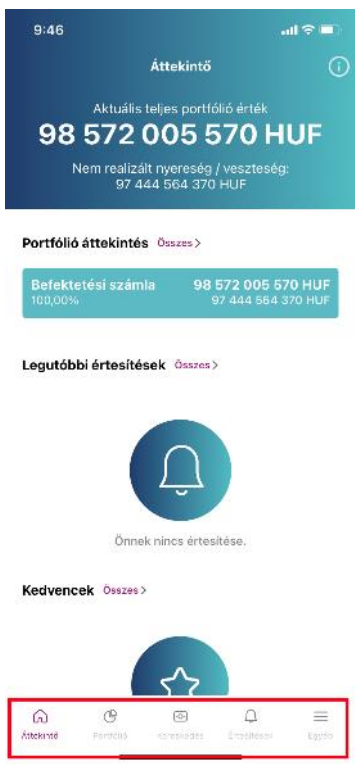 9:46
Áttekintő
Aktuális teljes portfólió érték
98 572 005 570 HUF
Nem realizált nyereség / veszteség:
97 444 564 370 HUF
Portfólió áttekintés Összes >
Befektetési számla 98 572 005 570 HUF
100,00% 97 444 564 370 HUF
Legutóbbi értesítések Összes >
Önnek nincs értesítése.
Kedvencek Összes >
Áttekintő Portfólió Kereskedés Értesítések Egyéb